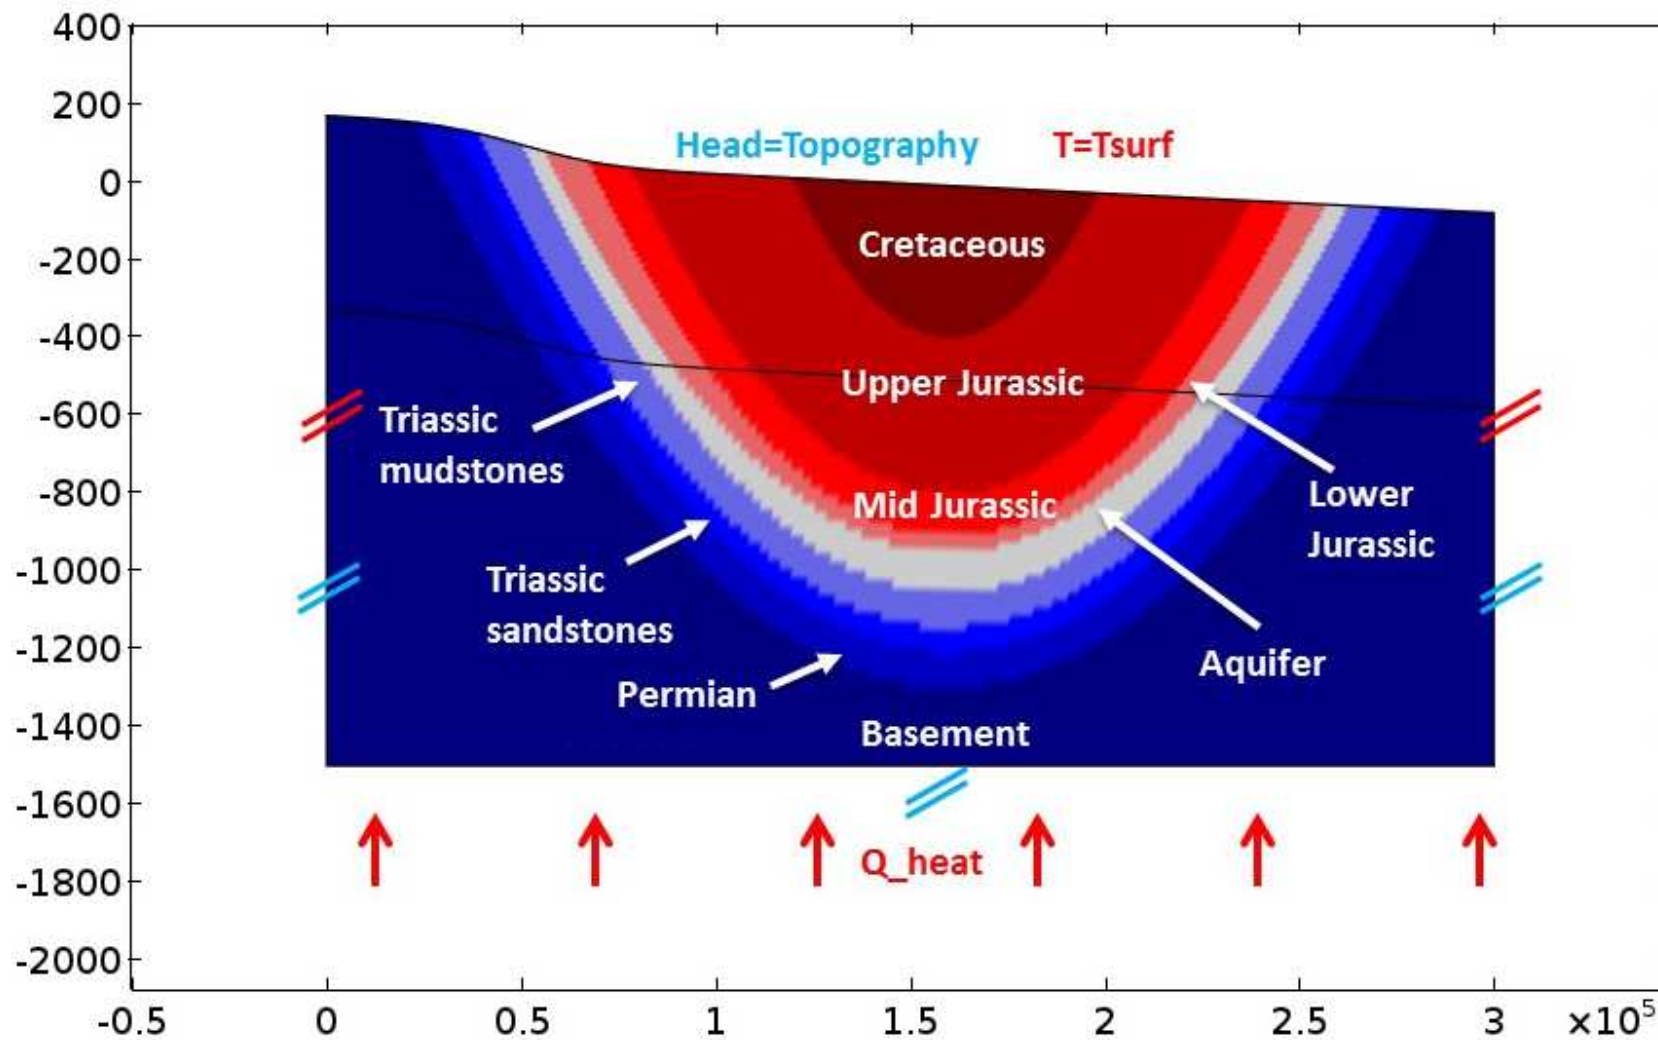 400
200
0
-200
-400
-600
-800
-1000
-1200
-1400
-1600
-1800
-2000
Head=Topography
T=Tsurf
Cretaceous
Upper Jurassic
Triassic
mudstones
Mid Jurassic
Lower
Jurassic
Triassic
sandstones
Aquifer
Permian
Basement
Q_heat
-0.5
0
0.5
1
1.5
2
2.5
3
×10⁵